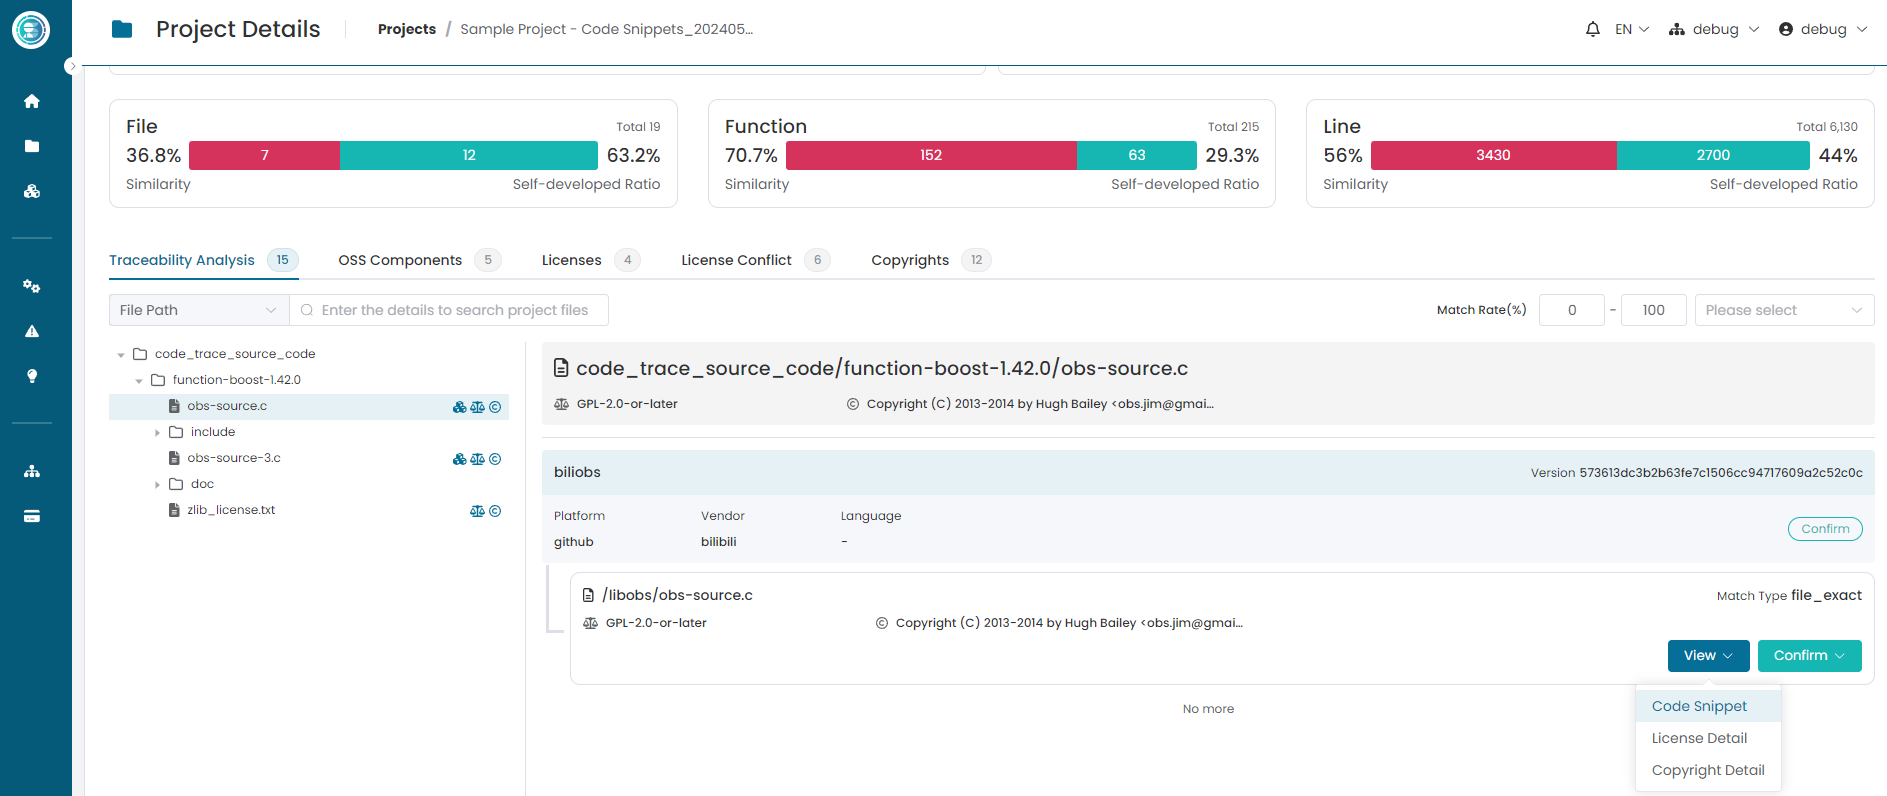 Project Details
Projects / Sample Project - Code Snippets_202405...
EN
debug
debug
File
Total 19
36.8%
7
12
63.2%
Similarity
Self-developed Ratio
Function
Total 215
70.7%
152
63
29.3%
Similarity
Self-developed Ratio
Line
Total 6,130
56%
3430
2700
44%
Similarity
Self-developed Ratio
Traceability Analysis 15
OSS Components 5
Licenses 4
License Conflict 6
Copyrights 12
File Path
Enter the details to search project files
Match Rate(%)
0 - 100
Please select
code_trace_source_code
function-boost-1.42.0
obs-source.c
include
obs-source-3.c
doc
zlib_license.txt
code_trace_source_code/function-boost-1.42.0/obs-source.c
GPL-2.0-or-later
Copyright (C) 2013-2014 by Hugh Bailey <obs.jim@gmai...
biliobs
Version 573613dc3b2b63fe7c1506cc94717609a2c52c0c
Platform
Vendor
Language
github
bilibili
-
Confirm
/libobs/obs-source.c
Match Type file_exact
GPL-2.0-or-later
Copyright (C) 2013-2014 by Hugh Bailey <obs.jim@gmai...
View
Confirm
No more
Code Snippet
License Detail
Copyright Detail